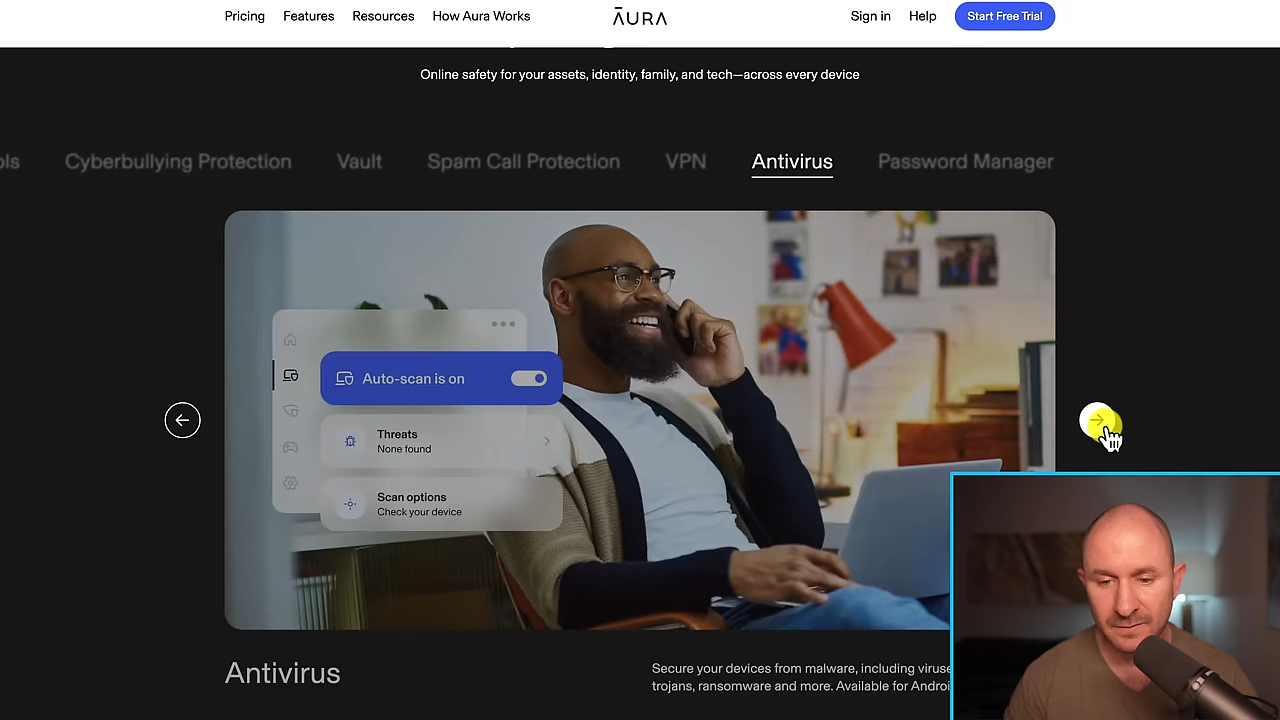 Pricing Features Resources How Aura Works
AURA
Sign in Help Start Free Trial
Online safety for your assets, identity, family, and tech—across every device
Cyberbullying Protection Vault Spam Call Protection VPN Antivirus Password Manager
Auto-scan is on
Threats
None found
Scan options
Check your device
Antivirus
Secure your devices from malware, including
trojans, ransomware and more. Available for